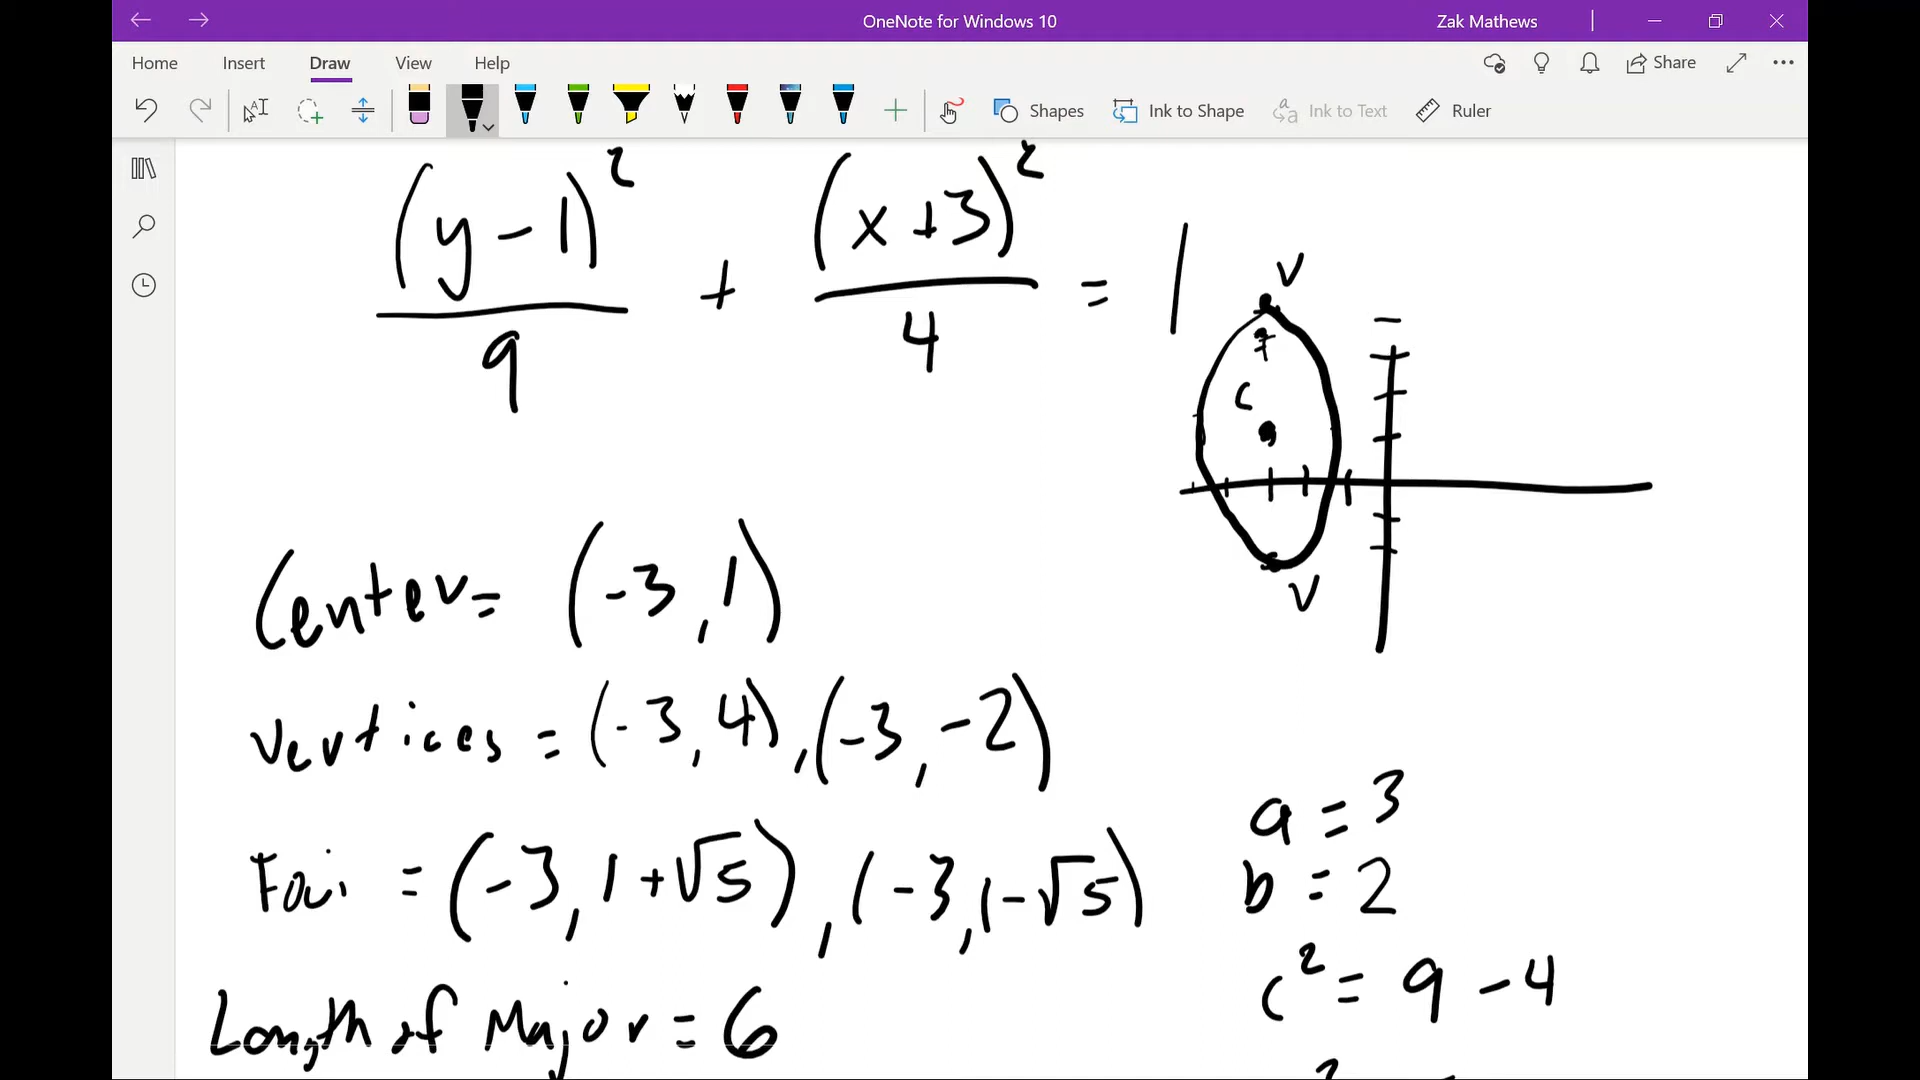 OneNote for Windows 10
Zak Mathews
Home Insert Draw View Help
Share
Shapes Ink to Shape Ink to Text Ruler
(y-1)² / 9 + (x+3)² / 4 = 1
V
F
C
V
Center = (-3, 1)
Vertices = (-3, 4), (-3, -2)
Foci = (-3, 1+√5), (-3, 1-√5)
Length of Major = 6
a = 3
b = 2
c² = 9 - 4